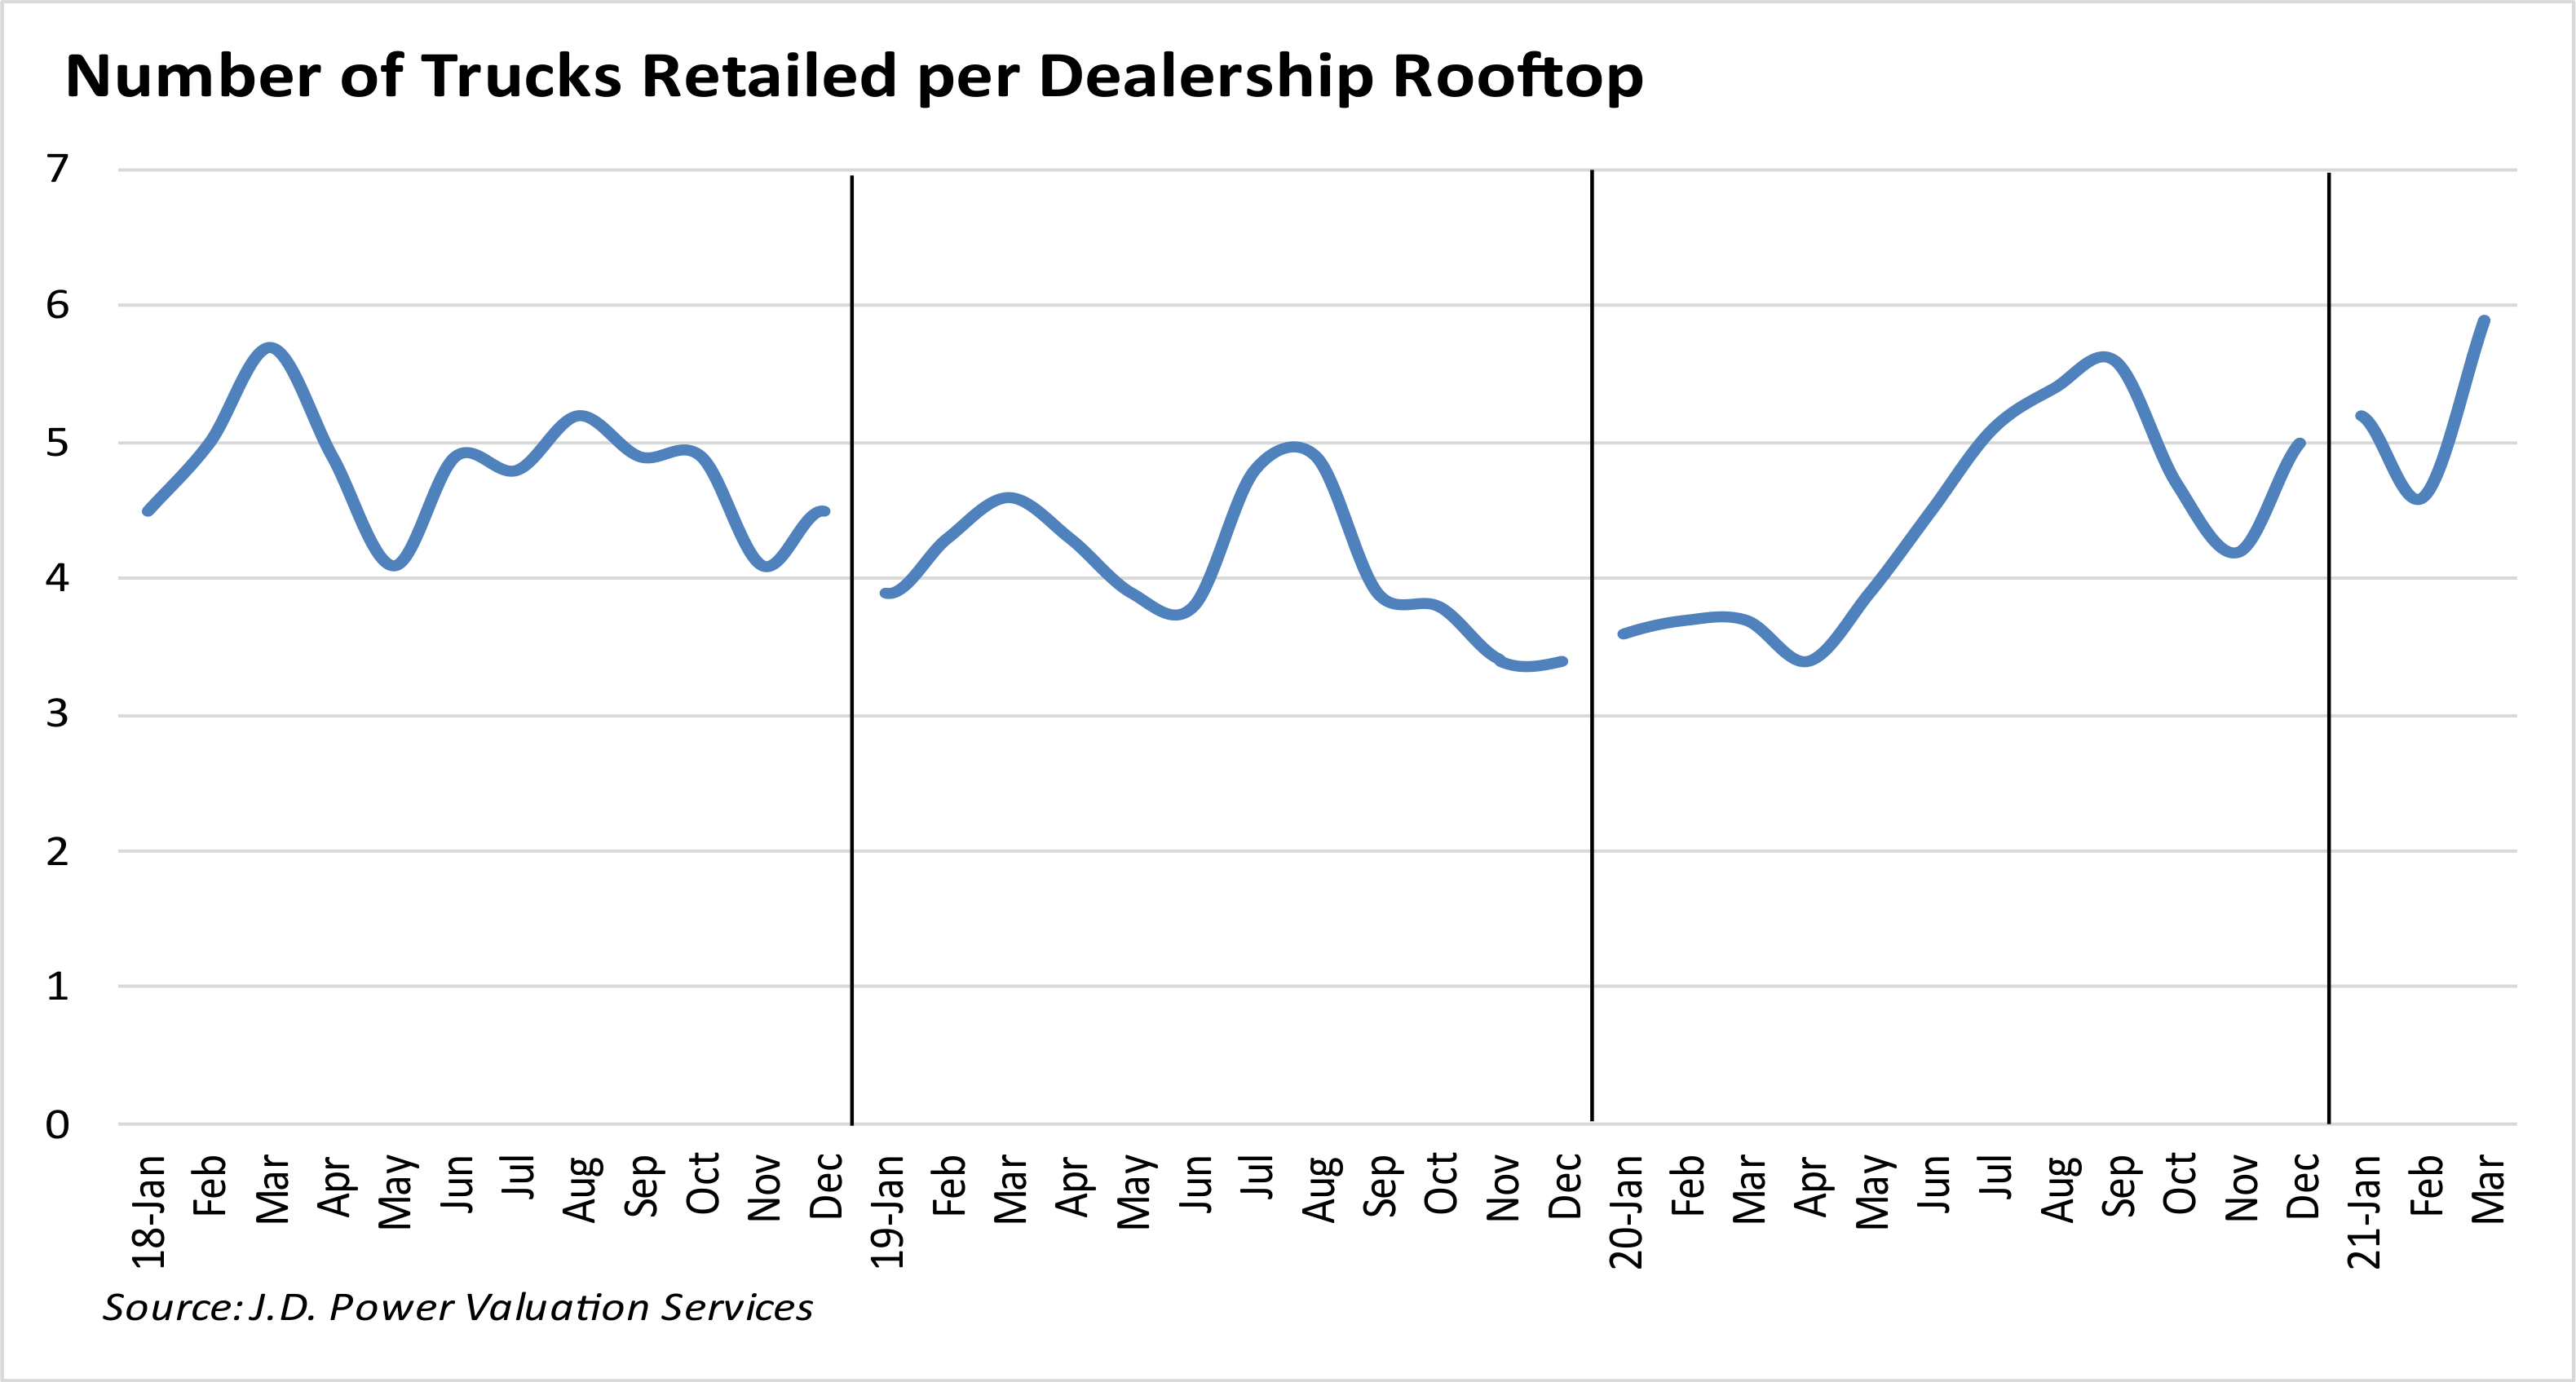 Number of Trucks Retailed per Dealership Rooftop
7
6
5
4
3
2
1
0
18-Jan Feb Mar Apr May Jun Jul Aug Sep Oct Nov Dec 19-Jan Feb Mar Apr May Jun Jul Aug Sep Oct Nov Dec 20-Jan Feb Mar Apr May Jun Jul Aug Sep Oct Nov Dec 21-Jan Feb Mar
Source: J.D. Power Valuation Services